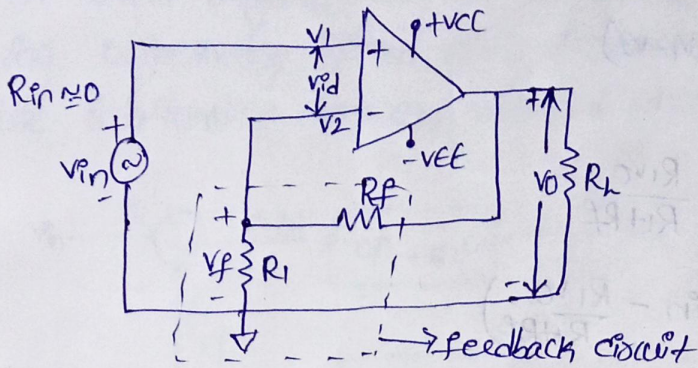 +VCC
V1
+
Rin ≅ 0
Vid
V2
-
+
-VEE
+
Vin
~
-
Vo
RL
Rf
+
Vf
R1
-
-
feedback circuit